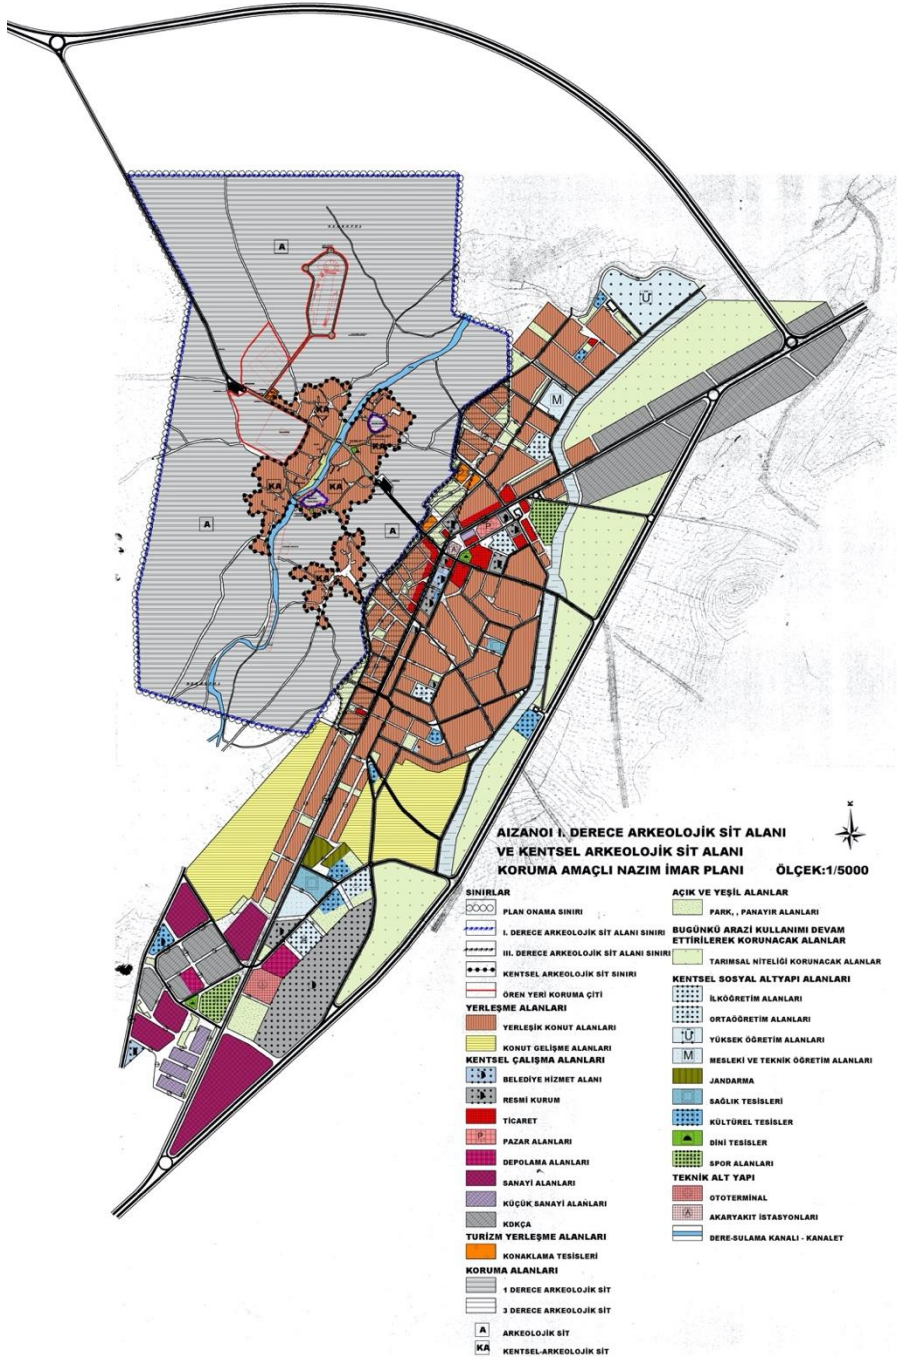 A
KA
KA
KA
KA
KA
A
A
Ü
M
P
A
AIZANOI I. DERECE ARKEOLOJİK SİT ALANI
VE KENTSEL ARKEOLOJİK SİT ALANI
KORUMA AMAÇLI NAZIM İMAR PLANI ÖLÇEK:1/5000
K
SINIRLAR
PLAN ONAMA SINIRI
I. DERECE ARKEOLOJİK SİT ALANI SINIRI
III. DERECE ARKEOLOJİK SİT ALANI SINIRI
KENTSEL ARKEOLOJİK SİT SINIRI
ÖREN YERİ KORUMA ÇİTİ
YERLEŞME ALANLARI
YERLEŞİK KONUT ALANLARI
KONUT GELİŞME ALANLARI
KENTSEL ÇALIŞMA ALANLARI
BELEDİYE HİZMET ALANI
RESMİ KURUM
TİCARET
P PAZAR ALANLARI
DEPOLAMA ALANLARI
SANAYİ ALANLARI
KÜÇÜK SANAYİ ALANLARI
KDKÇA
TURİZM YERLEŞME ALANLARI
KONAKLAMA TESİSLERİ
KORUMA ALANLARI
1 DERECE ARKEOLOJİK SİT
3 DERECE ARKEOLOJİK SİT
A ARKEOLOJİK SİT
KA KENTSEL-ARKEOLOJİK SİT
AÇIK VE YEŞİL ALANLAR
PARK, , PANAYIR ALANLARI
BUGÜNKÜ ARAZİ KULLANIMI DEVAM
ETTİRİLEREK KORUNACAK ALANLAR
TARIMSAL NİTELİĞİ KORUNACAK ALANLAR
KENTSEL SOSYAL ALTYAPI ALANLARI
İLKÖĞRETİM ALANLARI
ORTAÖĞRETİM ALANLARI
Ü YÜKSEK ÖĞRETİM ALANLARI
M MESLEKİ VE TEKNİK ÖĞRETİM ALANLARI
JANDARMA
SAĞLIK TESİSLERİ
KÜLTÜREL TESİSLER
DİNİ TESİSLER
SPOR ALANLARI
TEKNİK ALT YAPI
OTOTERMINAL
A AKARYAKIT İSTASYONLARI
DERE-SULAMA KANALI - KANALET